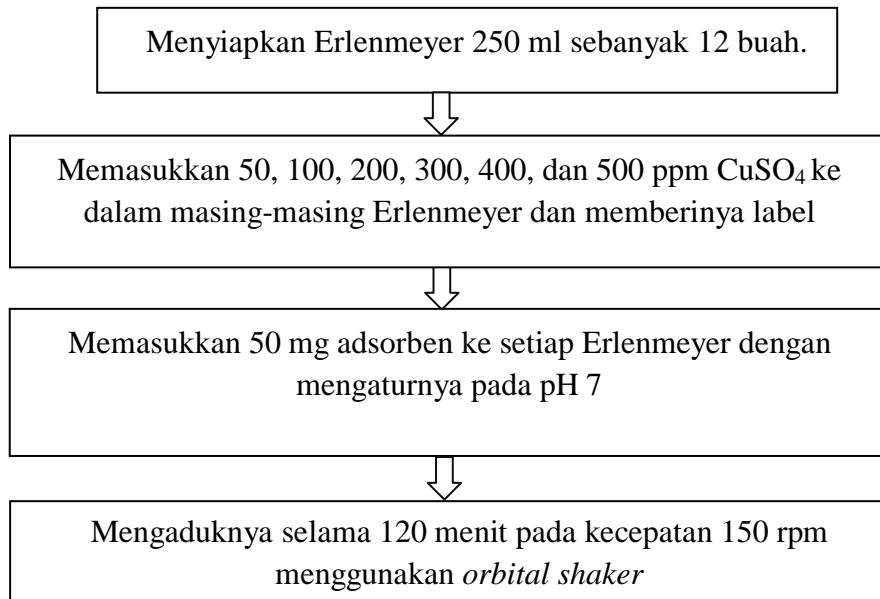 Menyiapkan Erlenmeyer 250 ml sebanyak 12 buah.
Memasukkan 50, 100, 200, 300, 400, dan 500 ppm CuSO₄ ke
dalam masing-masing Erlenmeyer dan memberinya label
Memasukkan 50 mg adsorben ke setiap Erlenmeyer dengan
mengaturnya pada pH 7
Mengaduknya selama 120 menit pada kecepatan 150 rpm
menggunakan orbital shaker